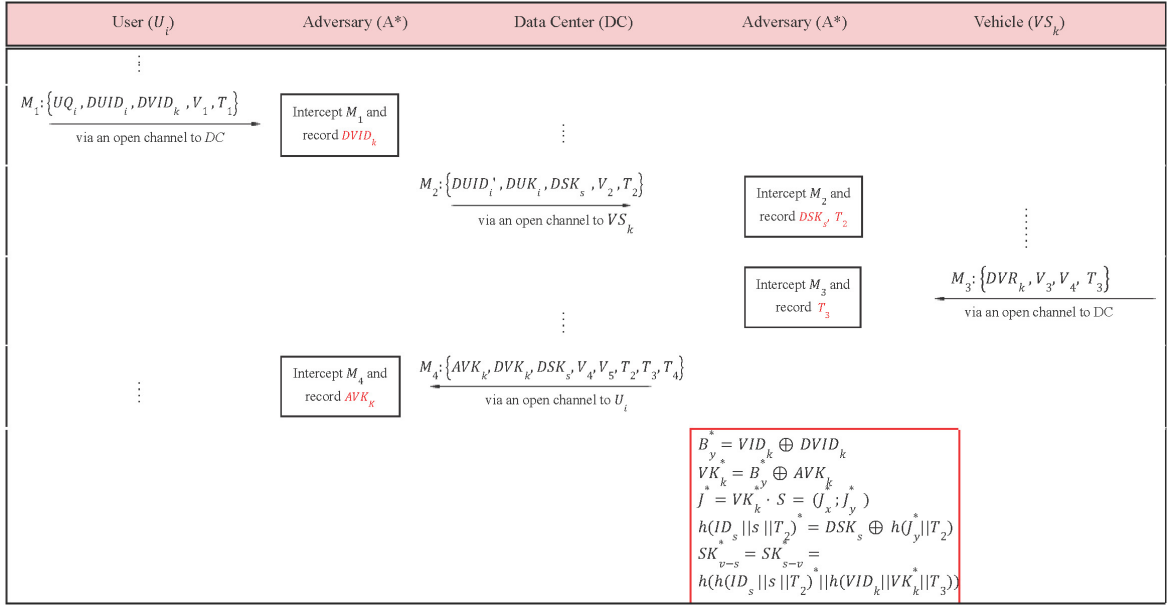 User (U_i) Adversary (A*) Data Center (DC) Adversary (A*) Vehicle (VS_k)
M_1:{UQ_i, DUID_i, DVID_k, V_1, T_1}
via an open channel to DC
Intercept M_1 and
record DVID_k
M_2:{DUID_i', DUK_i, DSK_s, V_2, T_2}
via an open channel to VS_k
Intercept M_2 and
record DSK_s, T_2
Intercept M_3 and
record T_3
M_3:{DVR_k, V_3, V_4, T_3}
via an open channel to DC
Intercept M_4 and
record AVK_K
M_4:{AVK_k, DVK_k, DSK_s, V_4, V_5, T_2, T_3, T_4}
via an open channel to U_i
B_y^* = VID_k ⊕ DVID_k
VK_k^* = B_y^* ⊕ AVK_k
J^* = VK_k^* · S = (J_x^*; J_y^*)
h(ID_s||s||T_2)^* = DSK_s ⊕ h(J_y^*||T_2)
SK_{v-s}^* = SK_{s-v}^* =
h(h(ID_s||s||T_2)^*||h(VID_k||VK_k^*||T_3))